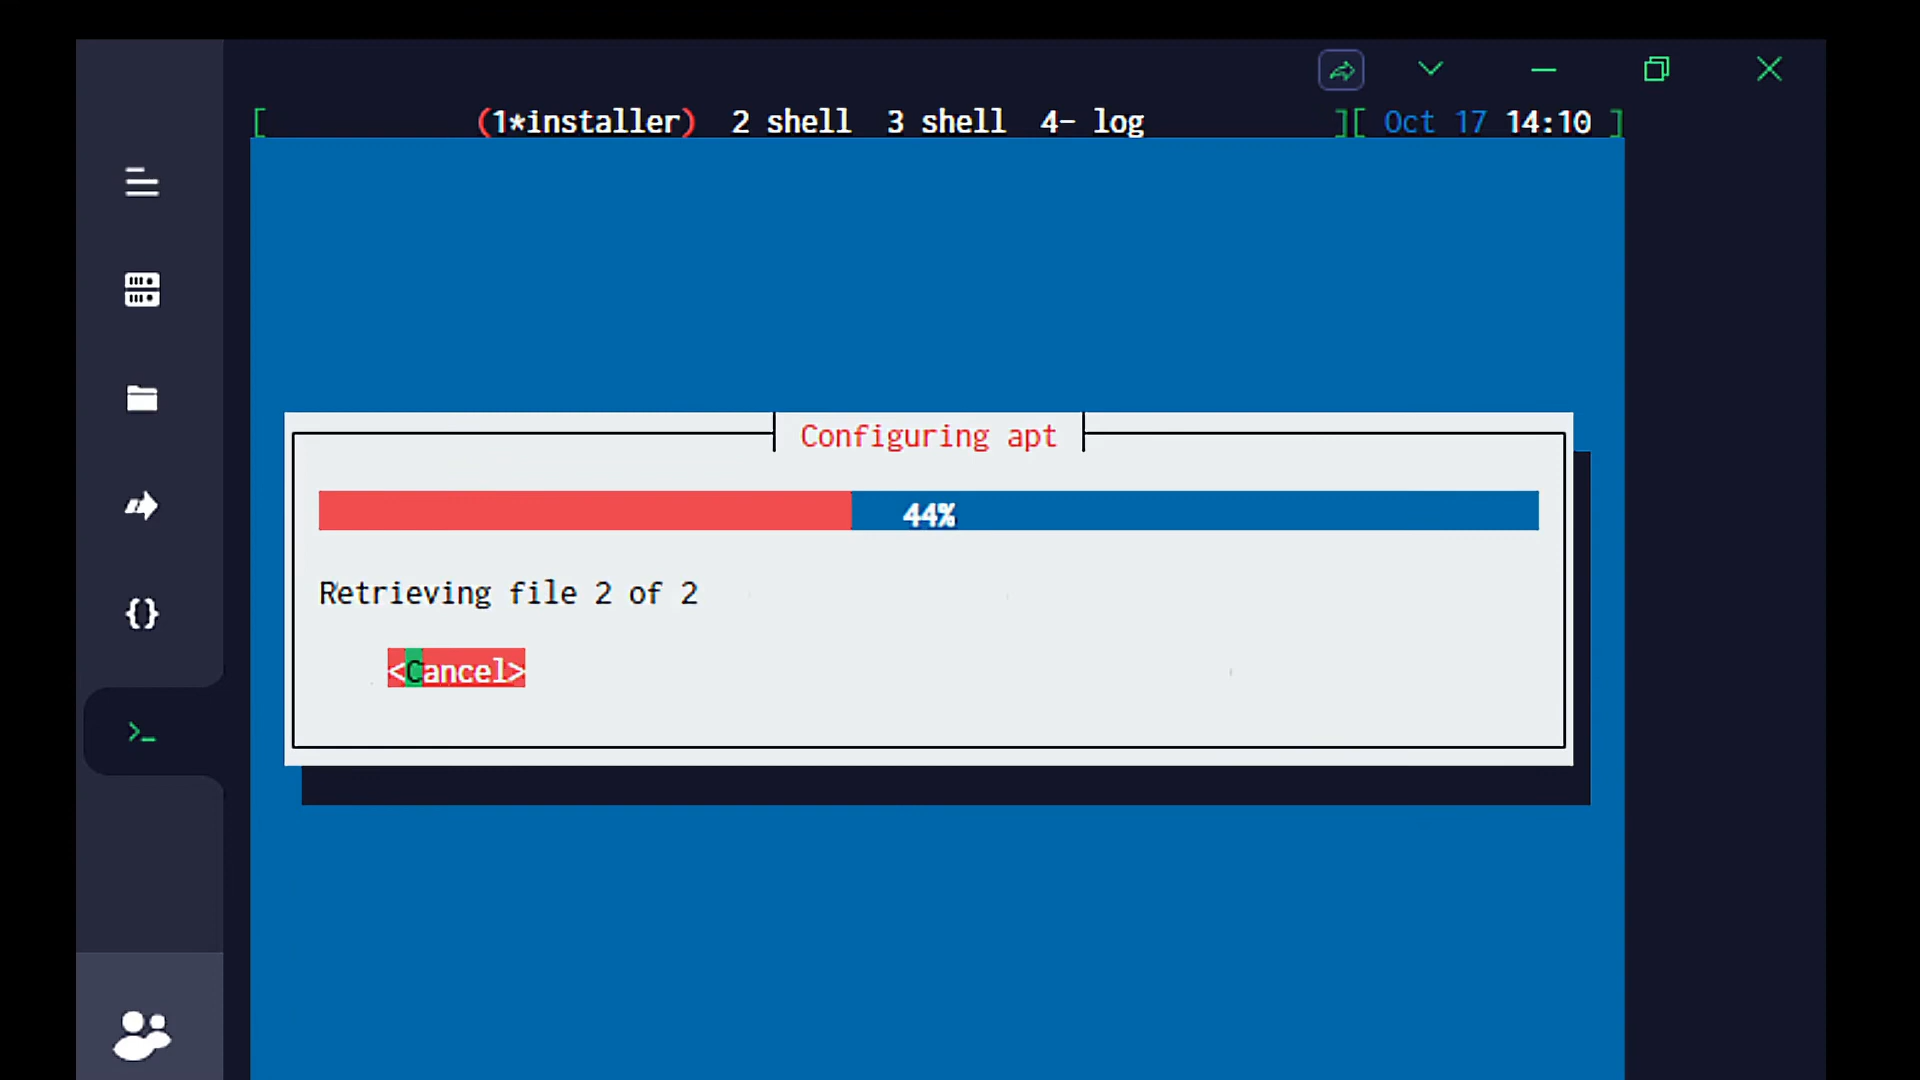 [ (1*installer) 2 shell 3 shell 4- log ][ Oct 17 14:10 ]
Configuring apt
44%
Retrieving file 2 of 2
<Cancel>